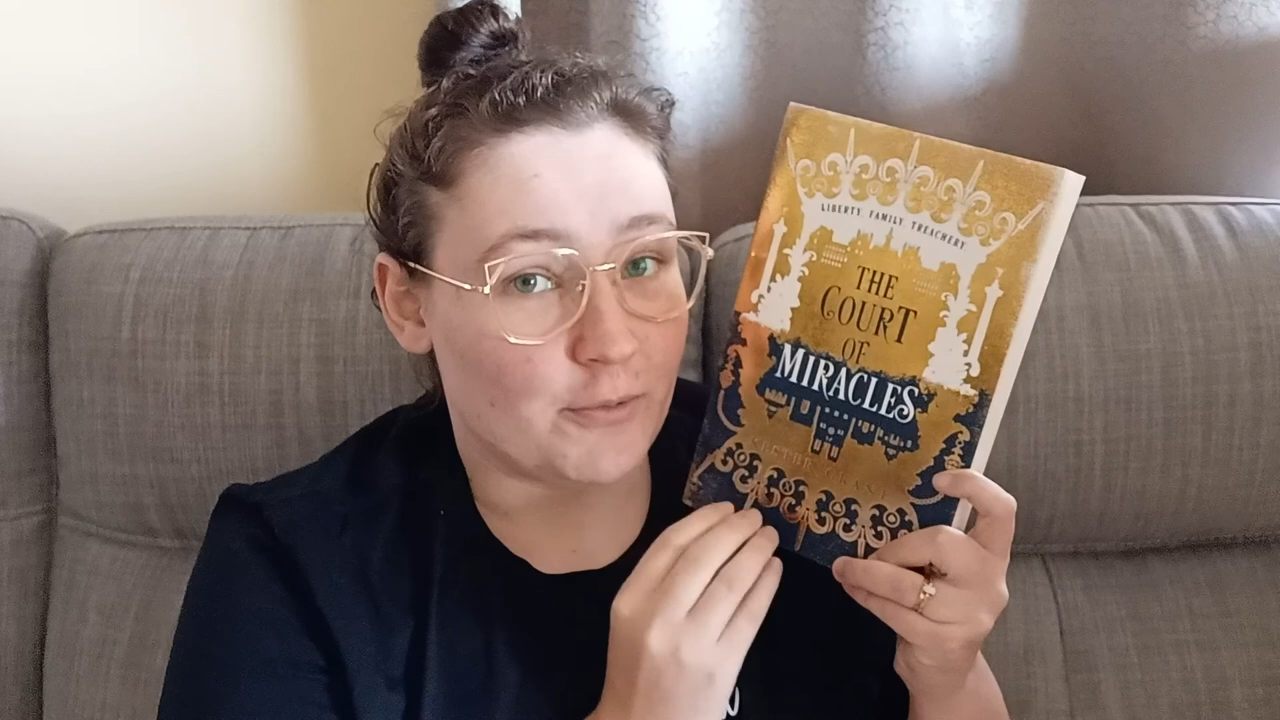 LIBERTY. FAMILY. TREACHERY
THE
COURT
OF
MIRACLES